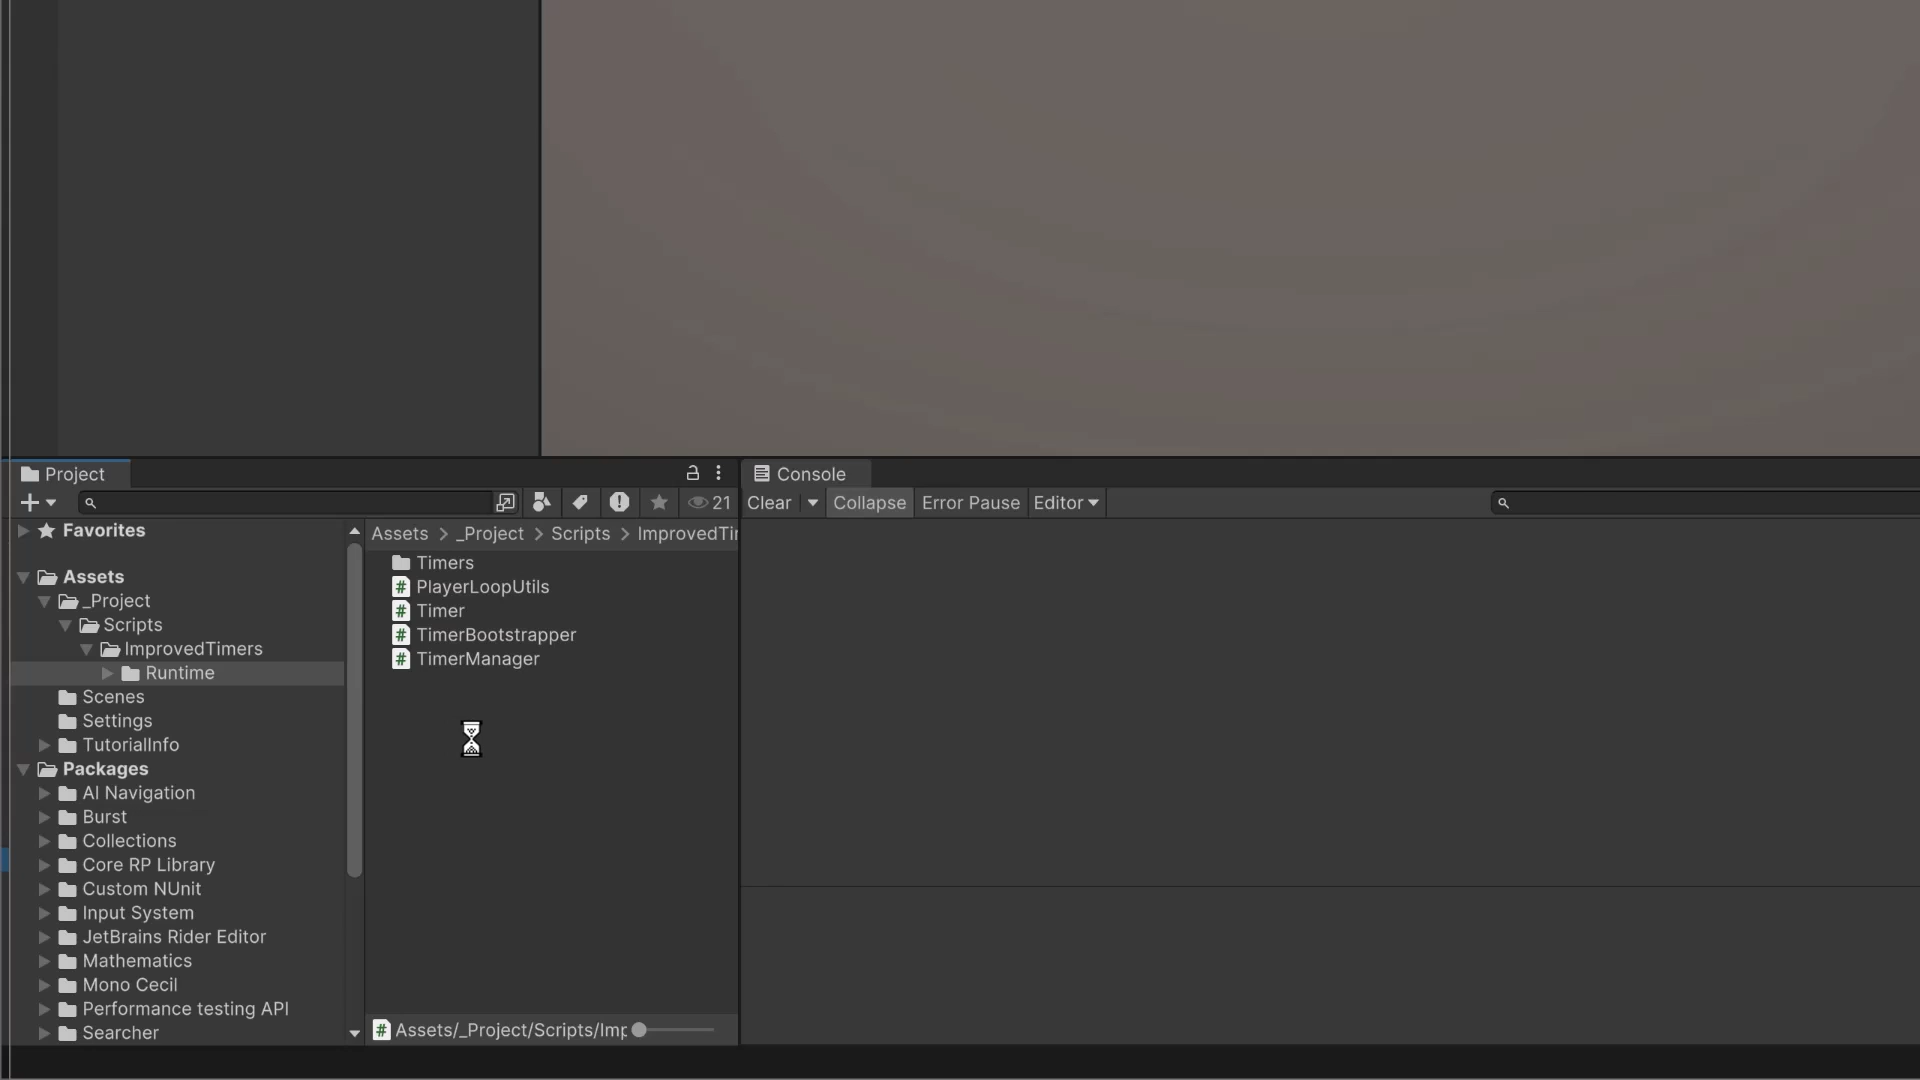 Project
21
Favorites
Assets
_Project
Scripts
ImprovedTimers
Runtime
Scenes
Settings
TutorialInfo
Packages
AI Navigation
Burst
Collections
Core RP Library
Custom NUnit
Input System
JetBrains Rider Editor
Mathematics
Mono Cecil
Performance testing API
Searcher
Assets > _Project > Scripts > ImprovedTir
Timers
PlayerLoopUtils
Timer
TimerBootstrapper
TimerManager
Assets/_Project/Scripts/Imp
Console
Clear Collapse Error Pause Editor